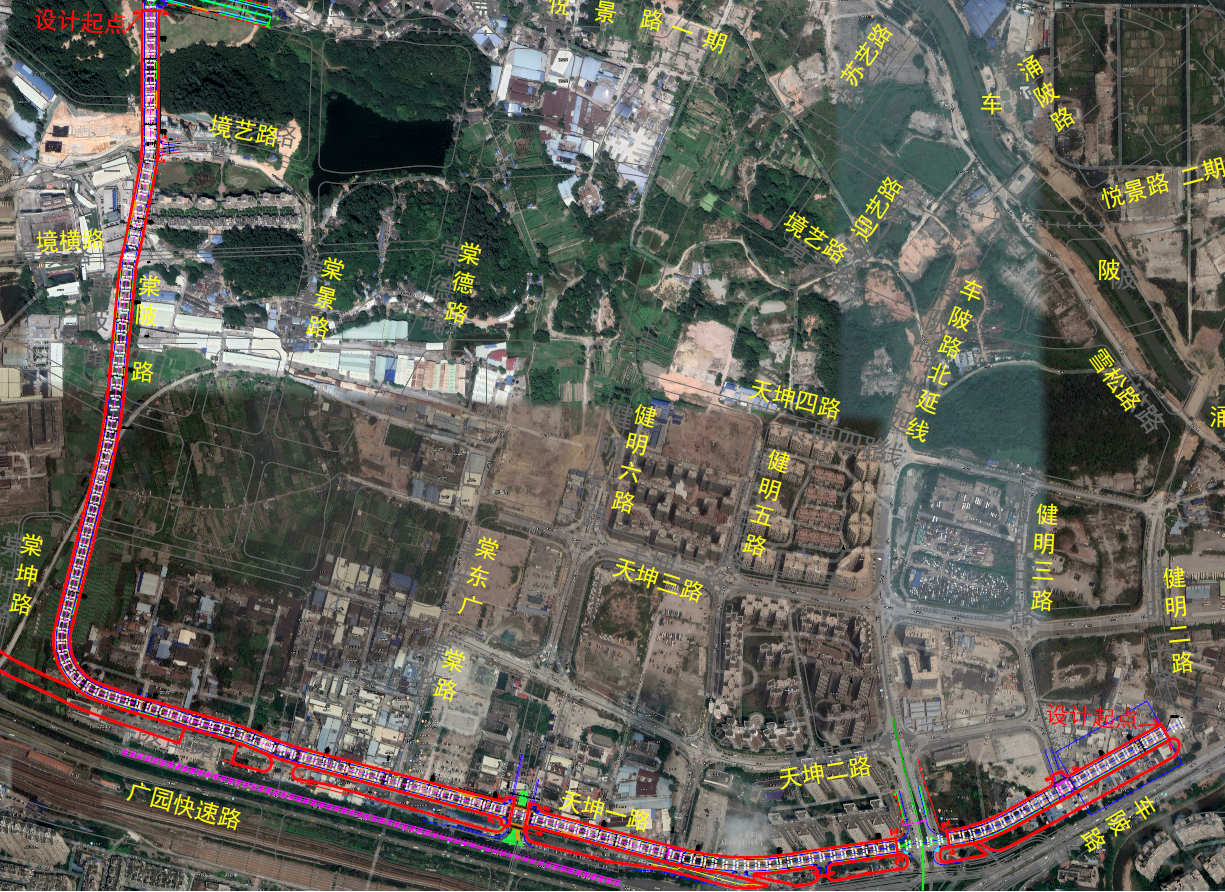 设计起点
悦景路一期
苏艺路
涌陂路
车
境艺路
悦景路 二期
境艺路
迎艺路
境横路
棠德路
棠景路
陂
棠陂路
车陂路北延线
雪松路
天坤四路
健明六路
涌
健明五路
健明三路
棠坤路
棠东广
天坤三路
健明二路
棠路
设计起点
天坤二路
广园快速路
天坤一路
车陂路